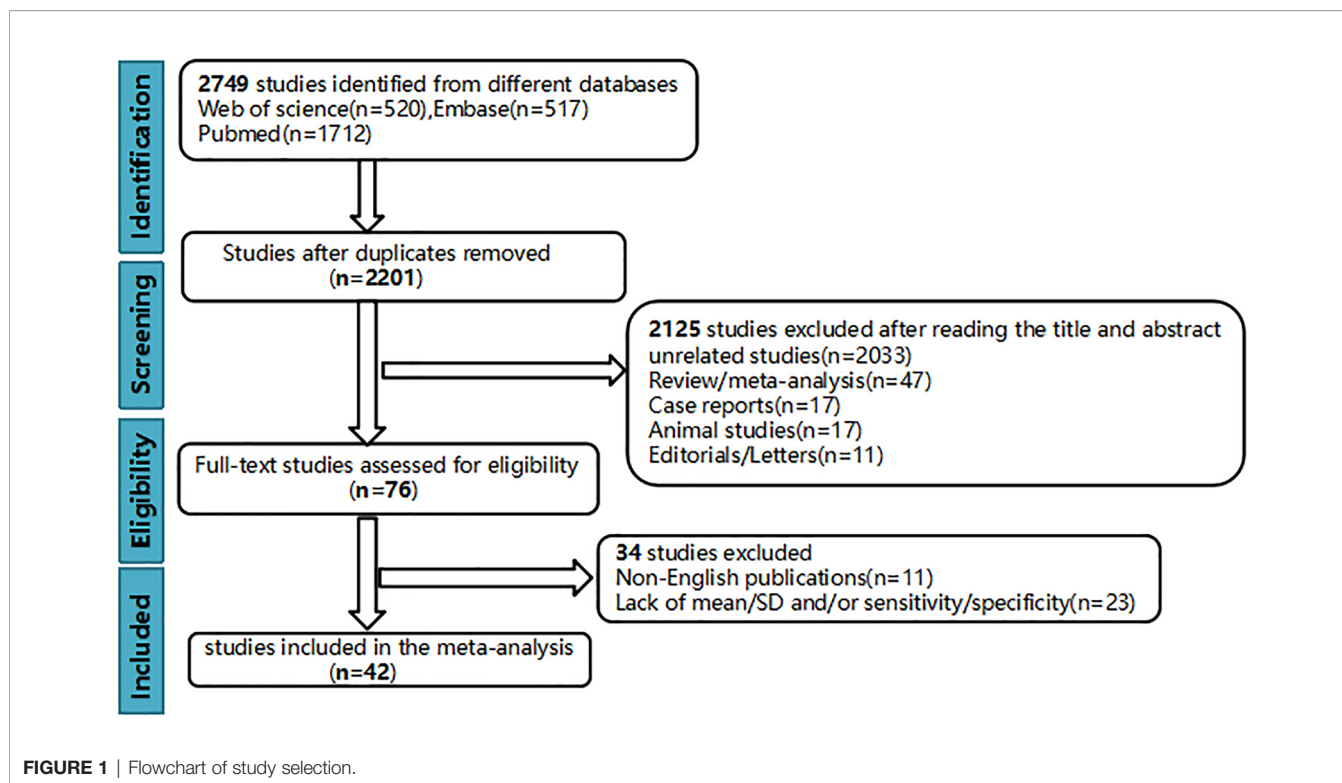 Identification
2749 studies identified from different databases
Web of science(n=520),Embase(n=517)
Pubmed(n=1712)
Studies after duplicates removed
(n=2201)
Screening
2125 studies excluded after reading the title and abstract
unrelated studies(n=2033)
Review/meta-analysis(n=47)
Case reports(n=17)
Animal studies(n=17)
Editorials/Letters(n=11)
Eligibility
Full-text studies assessed for eligibility
(n=76)
34 studies excluded
Non-English publications(n=11)
Lack of mean/SD and/or sensitivity/specificity(n=23)
Included
studies included in the meta-analysis
(n=42)
FIGURE 1 | Flowchart of study selection.